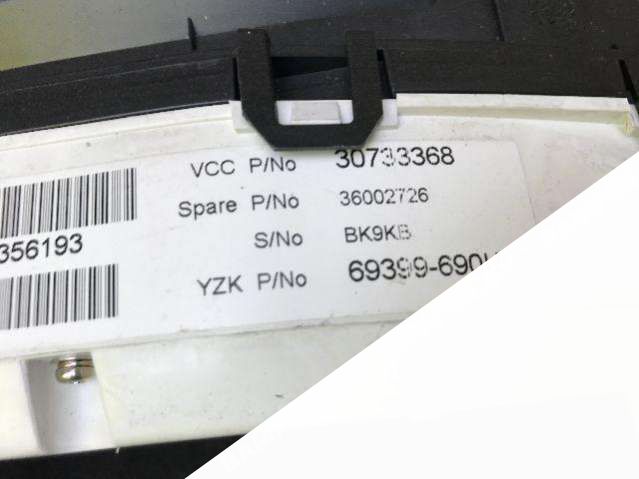 VCC P/No 30733368
Spare P/No 36002726
356193
S/No BK9KB
YZK P/No 69399-690